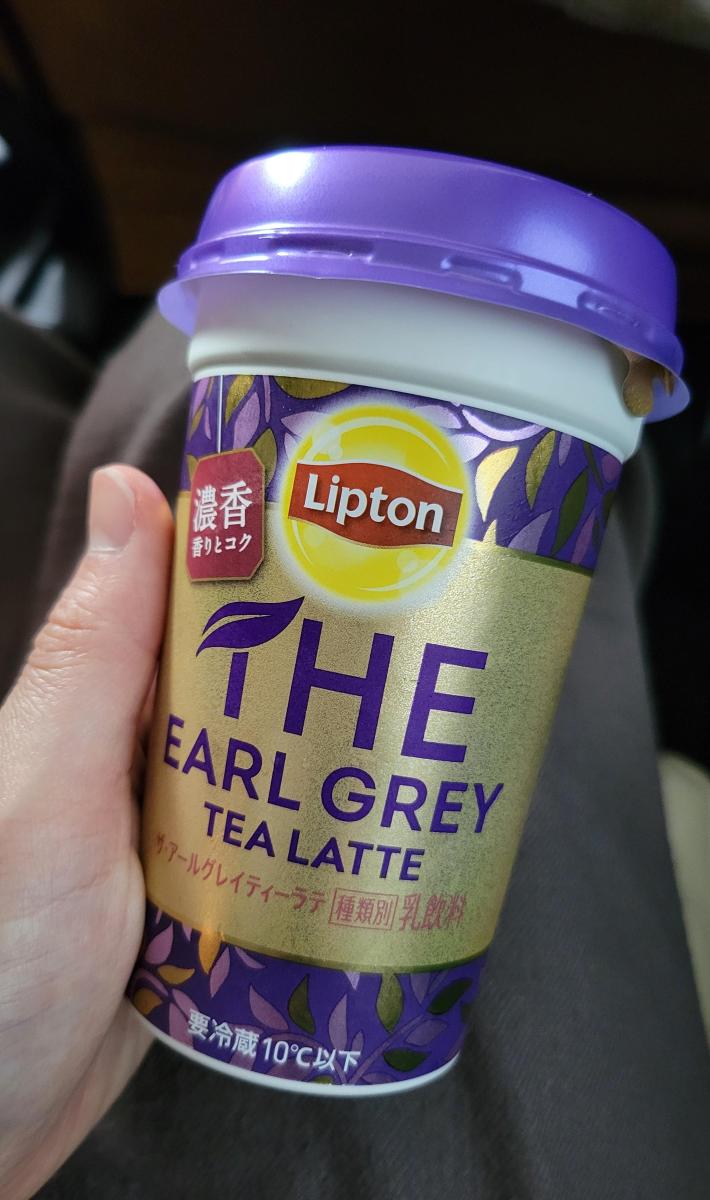 Lipton
濃香
香りとコク
THE
EARL GREY
TEA LATTE
ザ・アールグレイティーラテ 種類別 乳飲料
要冷蔵10℃以下